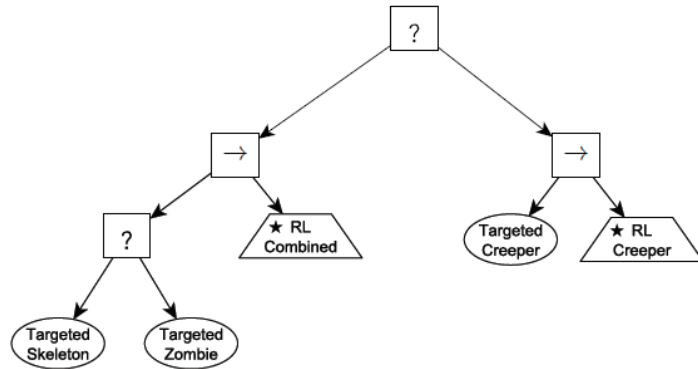 ?
→
→
?
★ RL
Combined
Targeted
Creeper
★ RL
Creeper
Targeted
Skeleton
Targeted
Zombie